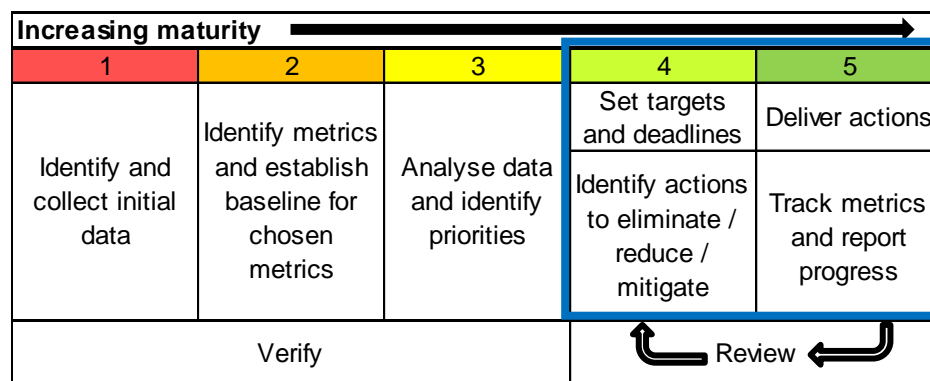 Increasing maturity
1
2
3
4
5
Identify and
collect initial
data
Identify metrics
and establish
baseline for
chosen
metrics
Analyse data
and identify
priorities
Set targets
and deadlines
Identify actions
to eliminate /
reduce /
mitigate
Deliver actions
Track metrics
and report
progress
Verify
Review